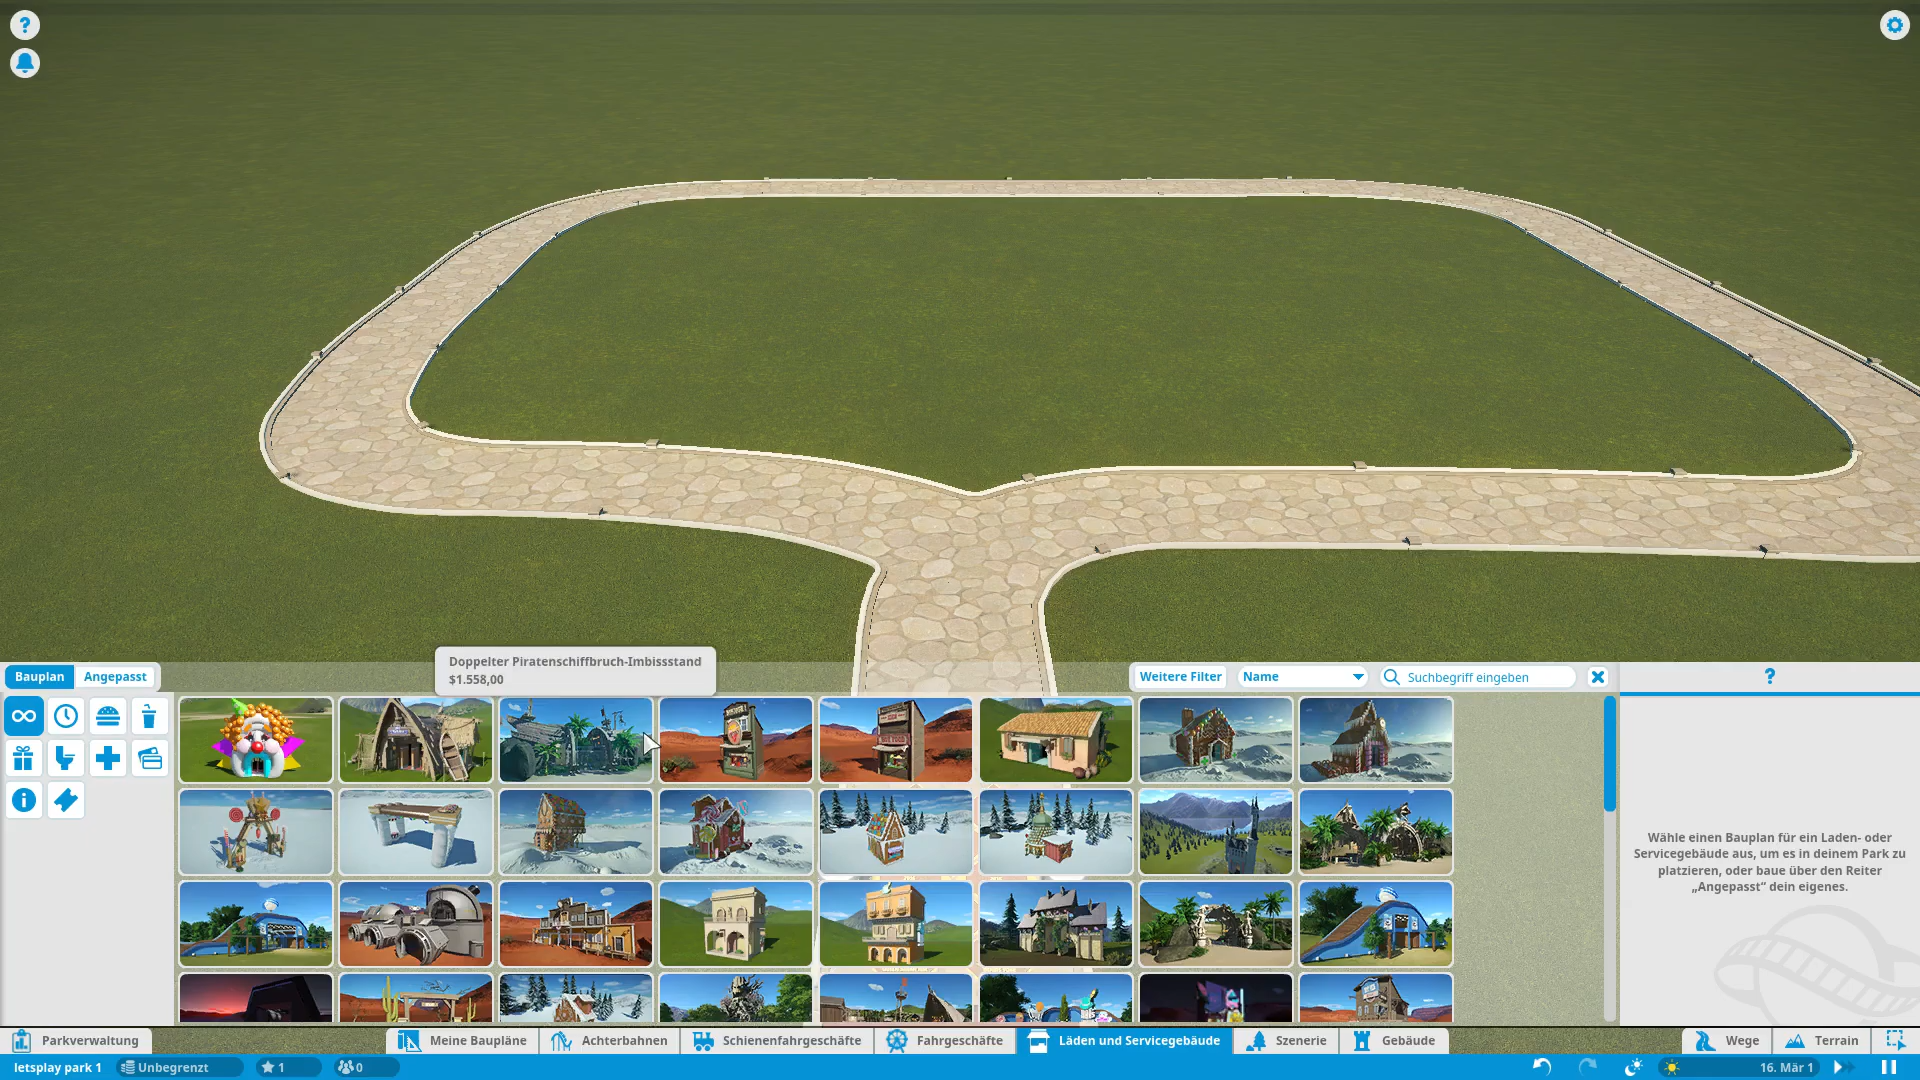 Doppelter Piratenschiffbruch-Imbissstand
$1.558,00
Bauplan
Angepasst
Weitere Filter
Name
Suchbegriff eingeben
Wähle einen Bauplan für ein Laden- oder
Servicegebäude aus, um es in deinem Park zu
platzieren, oder baue über den Reiter
„Angepasst“ dein eigenes.
Parkverwaltung
Meine Baupläne
Achterbahnen
Schienenfahrgeschäfte
Fahrgeschäfte
Läden und Servicegebäude
Szenerie
Gebäude
Wege
Terrain
letsplay park 1
Unbegrenzt
1
0
16. Mär 1